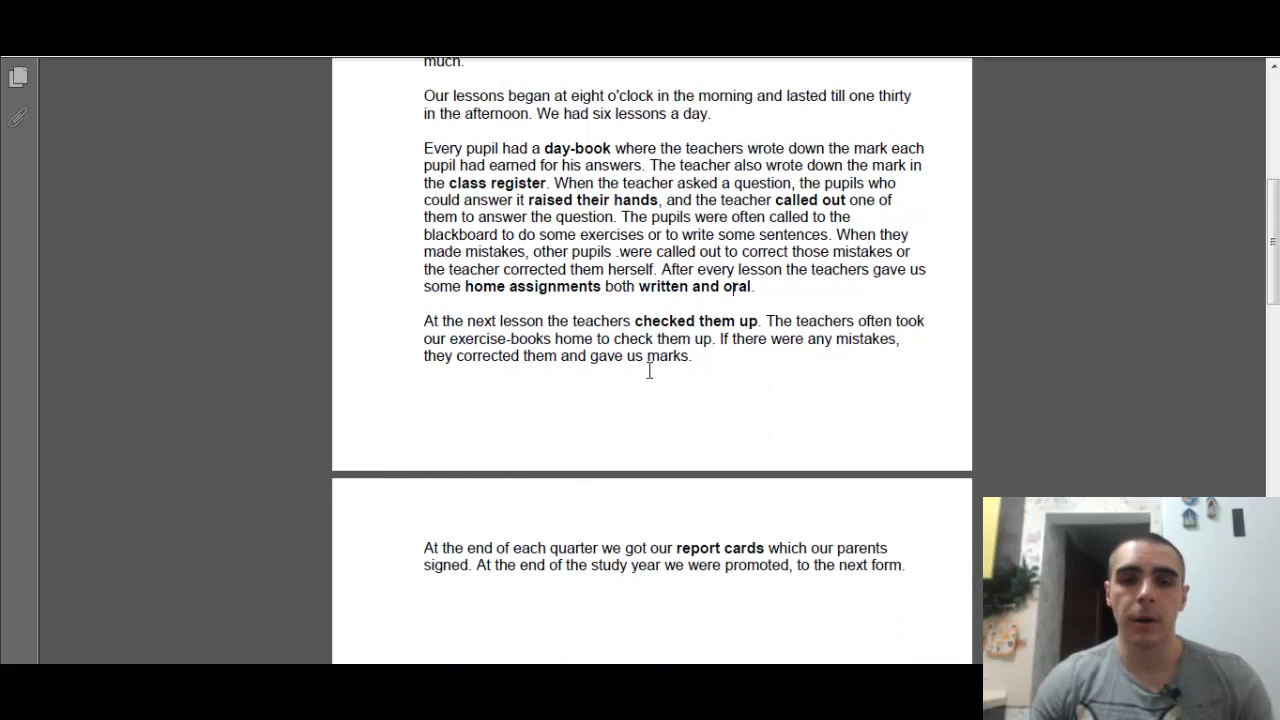 much.
Our lessons began at eight o'clock in the morning and lasted till one thirty
in the afternoon. We had six lessons a day.
Every pupil had a day-book where the teachers wrote down the mark each
pupil had earned for his answers. The teacher also wrote down the mark in
the class register. When the teacher asked a question, the pupils who
could answer it raised their hands, and the teacher called out one of
them to answer the question. The pupils were often called to the
blackboard to do some exercises or to write some sentences. When they
made mistakes, other pupils .were called out to correct those mistakes or
the teacher corrected them herself. After every lesson the teachers gave us
some home assignments both written and oral.
At the next lesson the teachers checked them up. The teachers often took
our exercise-books home to check them up. If there were any mistakes,
they corrected them and gave us marks.
At the end of each quarter we got our report cards which our parents
signed. At the end of the study year we were promoted, to the next form.